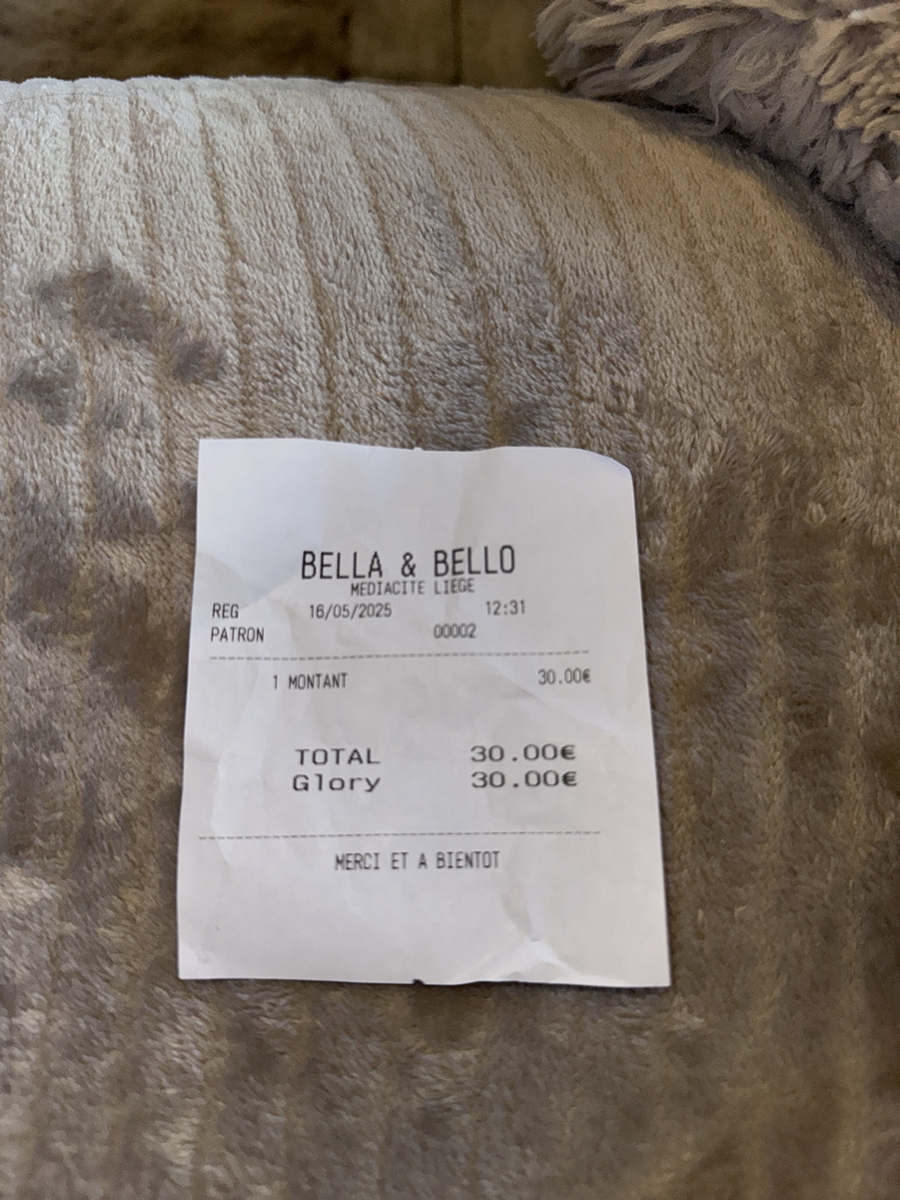 BELLA & BELLO
MEDIACITE LIEGE
REG 16/05/2025 12:31
PATRON 00002
1 MONTANT 30.00€
TOTAL 30.00€
Glory 30.00€
MERCI ET A BIENTOT